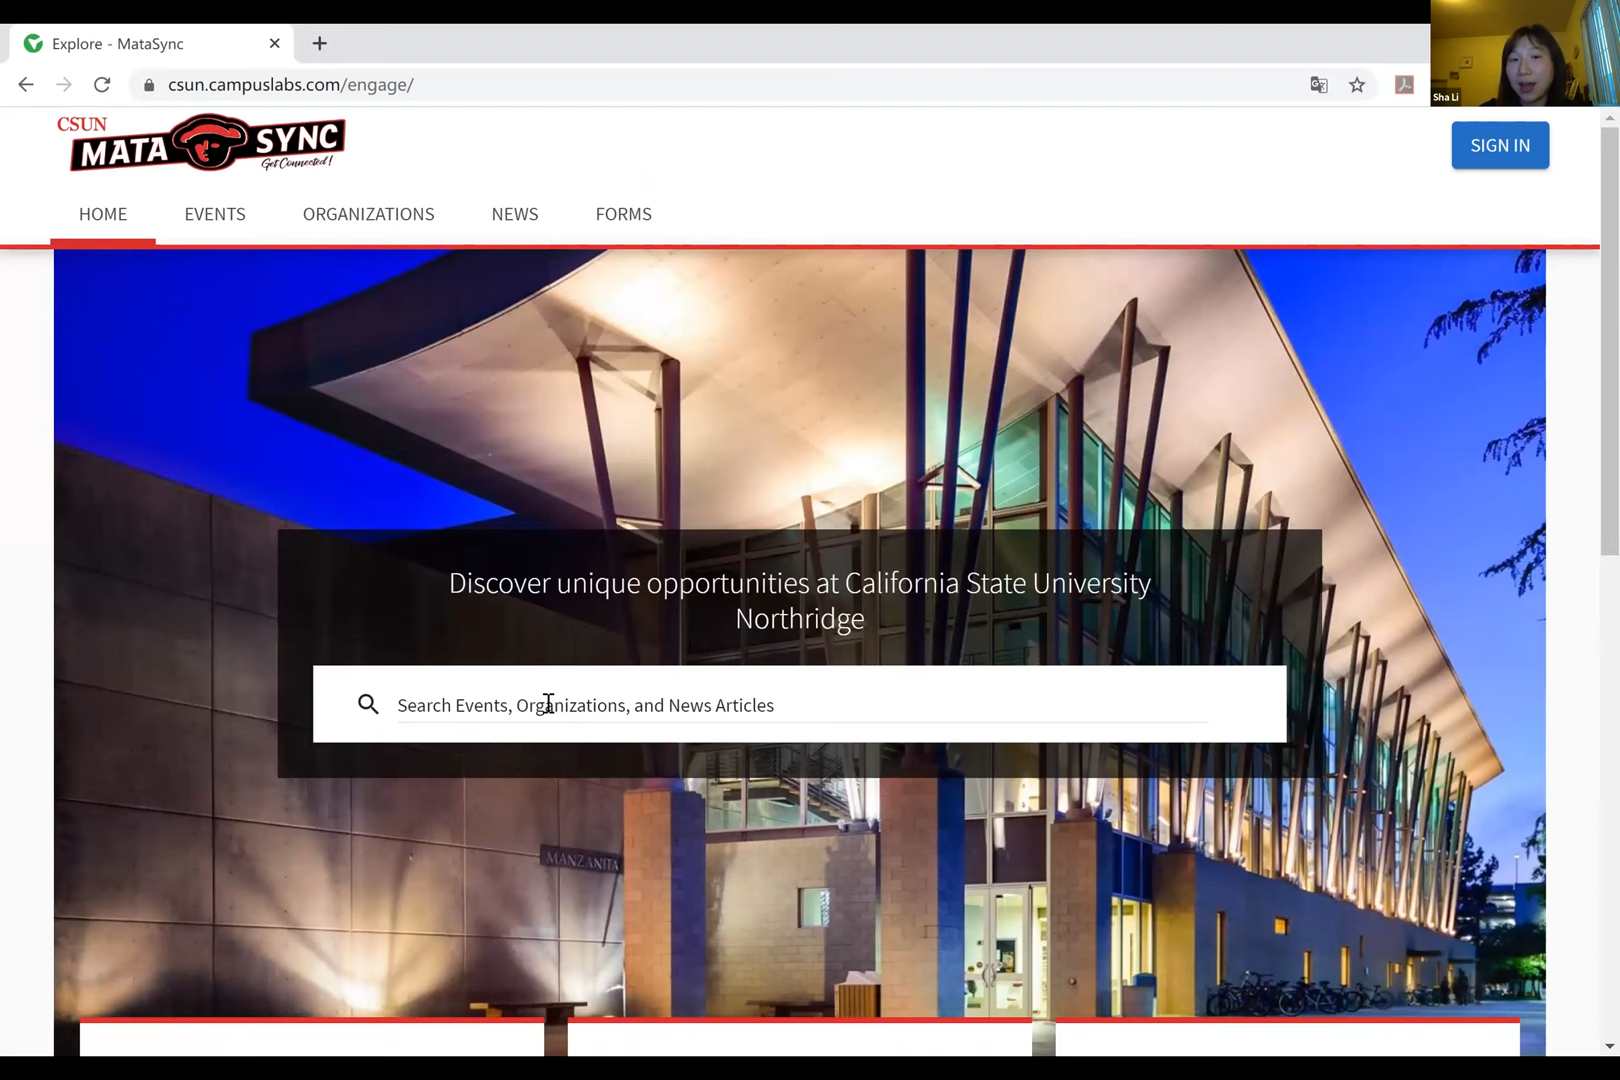 Explore - MataSync
csun.campuslabs.com/engage/
Sha Li
CSUN
MATA SYNC
Get Connected!
SIGN IN
HOME EVENTS ORGANIZATIONS NEWS FORMS
Discover unique opportunities at California State University
Northridge
Search Events, Organizations, and News Articles
MANZANITA